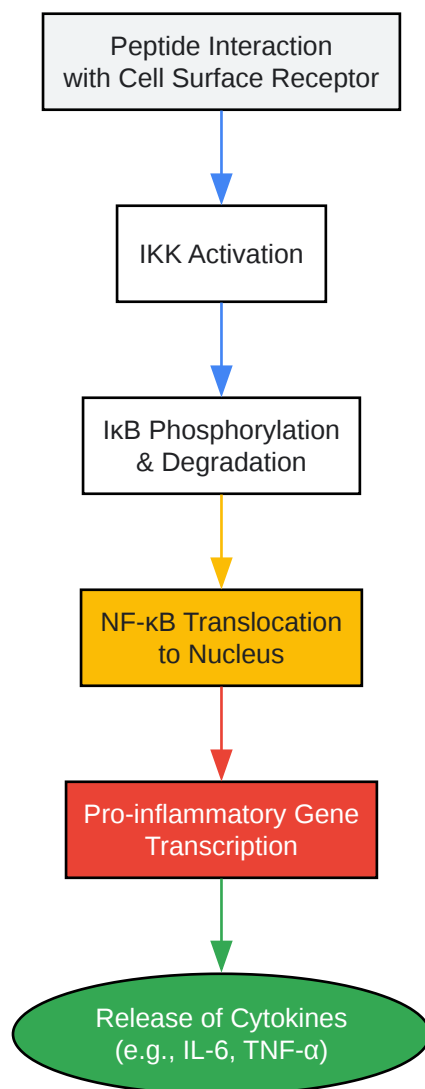 Peptide Interaction
with Cell Surface Receptor
IKK Activation
IκB Phosphorylation
& Degradation
NF-κB Translocation
to Nucleus
Pro-inflammatory Gene
Transcription
Release of Cytokines
(e.g., IL-6, TNF-α)